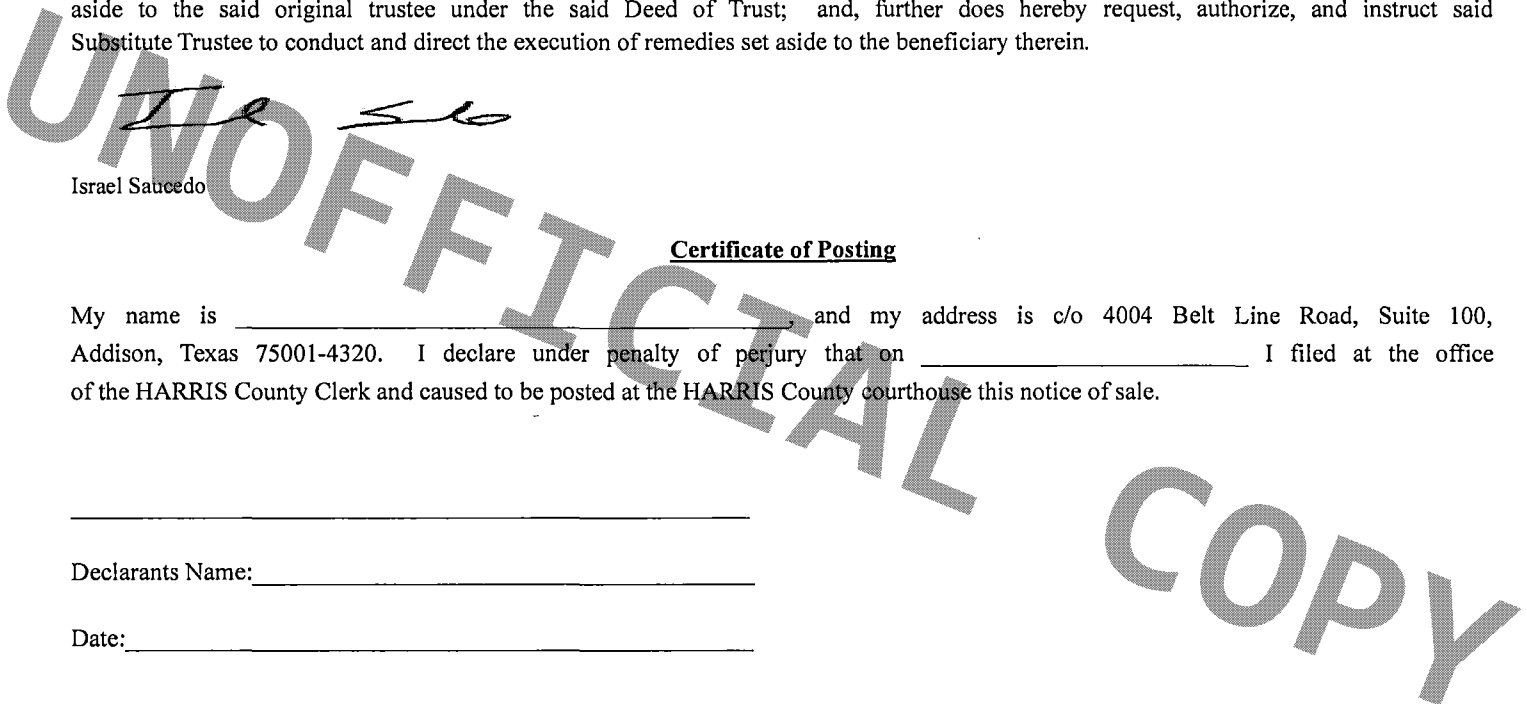 aside to the said original trustee under the said Deed of Trust; and, further does hereby request, authorize, and instruct said
Substitute Trustee to conduct and direct the execution of remedies set aside to the beneficiary therein.
Israel Saucedo
Certificate of Posting
My name is ____________________, and my address is c/o 4004 Belt Line Road, Suite 100,
Addison, Texas 75001-4320. I declare under penalty of perjury that on ____________________ I filed at the office
of the HARRIS County Clerk and caused to be posted at the HARRIS County courthouse this notice of sale.
Declarants Name:____________________
Date:____________________
UNOFFICIAL COPY